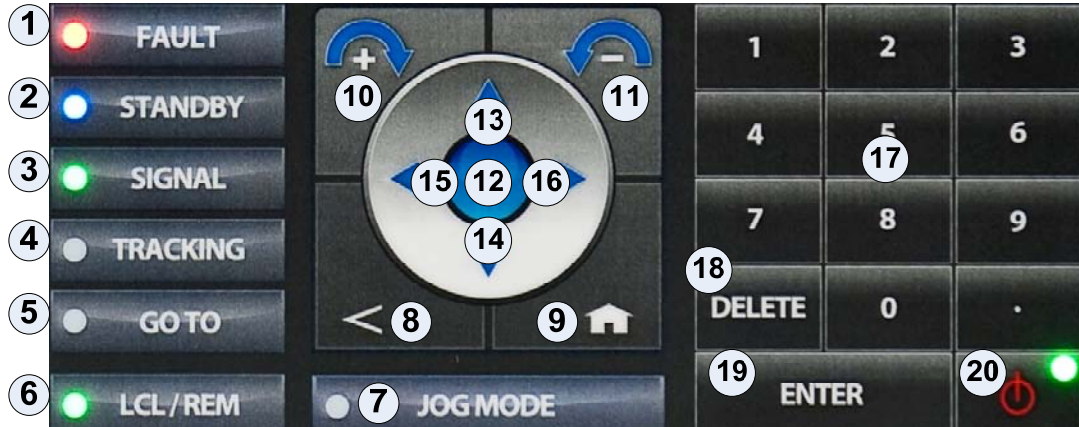 1 FAULT
2 STANDBY
3 SIGNAL
4 TRACKING
5 GO TO
6 LCL / REM
+
10
−
11
13
15 12 16
14
< 8
9
7 JOG MODE
1 2 3
4 5 6
17
7 8 9
18
DELETE 0 .
19 ENTER
20